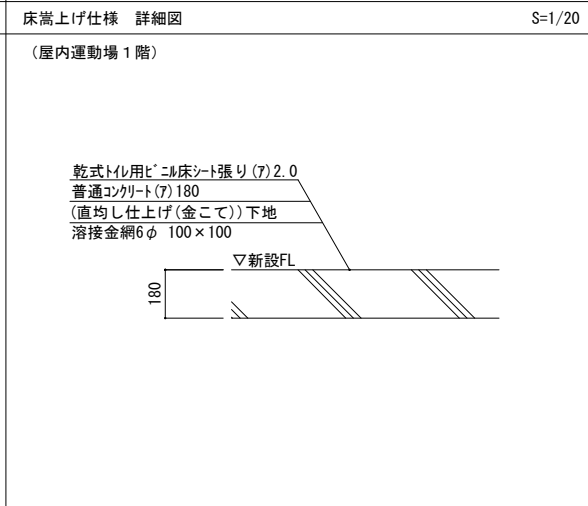 床嵩上げ仕様 詳細図 S=1/20
(屋内運動場1階)
乾式ﾄｲﾚ用ﾋﾞﾆﾙ床ｼｰﾄ張り(ｱ)2.0
普通ｺﾝｸﾘｰﾄ(ｱ)180
(直均し仕上げ(金こて))下地
溶接金網6φ 100×100
▽新設FL
180